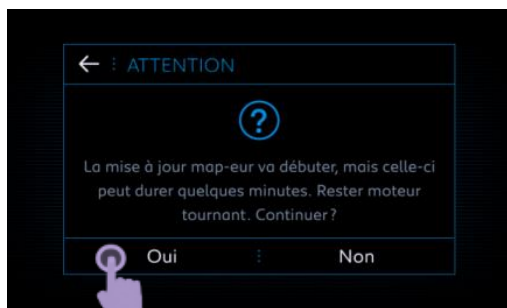 ← ⋮ ATTENTION
?
La mise à jour map-eur va débuter, mais celle-ci
peut durer quelques minutes. Rester moteur
tournant. Continuer ?
Oui ⋮ Non